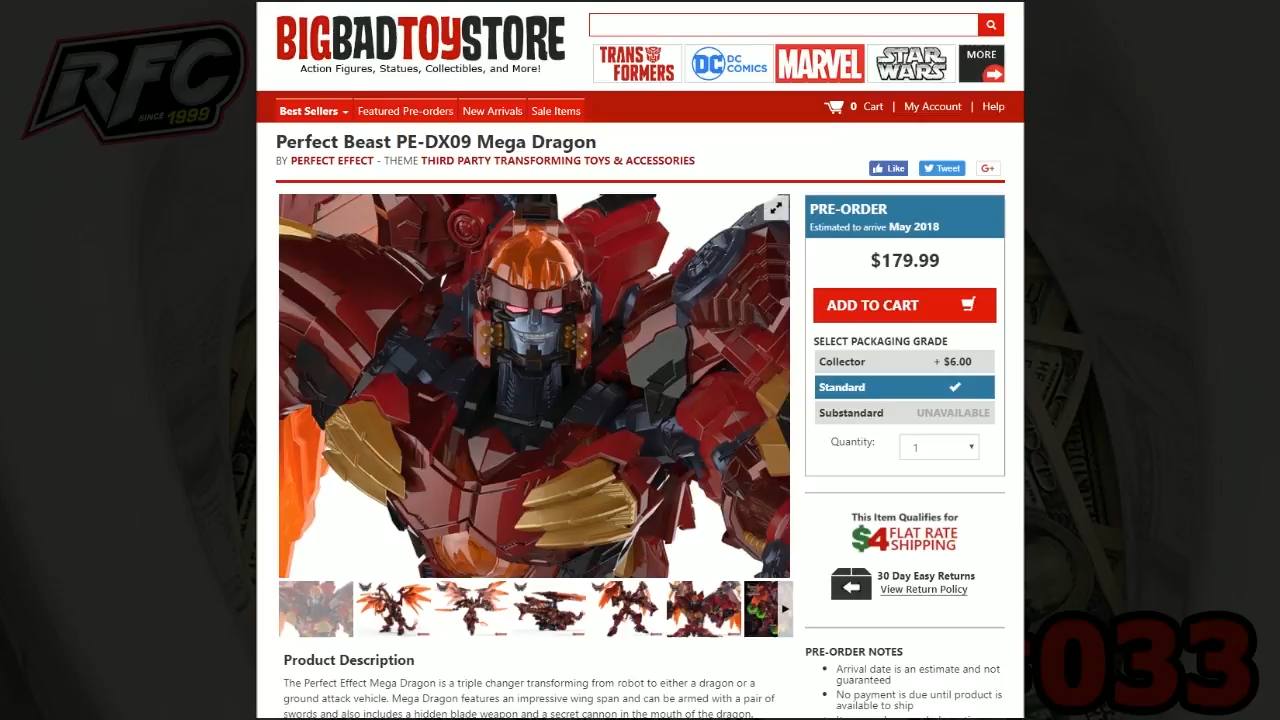 RFC
SINCE 1999
BIGBADTOYSTORE
Action Figures, Statues, Collectibles, and More!
TRANSFORMERS
DC DC COMICS
MARVEL
STAR WARS
MORE
Best Sellers
Featured Pre-orders
New Arrivals
Sale Items
0 Cart | My Account | Help
Perfect Beast PE-DX09 Mega Dragon
BY PERFECT EFFECT - THEME THIRD PARTY TRANSFORMING TOYS & ACCESSORIES
Like
Tweet
G+
PRE-ORDER
Estimated to arrive May 2018
$179.99
ADD TO CART
SELECT PACKAGING GRADE
Collector + $6.00
Standard
Substandard UNAVAILABLE
Quantity: 1
This Item Qualifies for
$4 FLAT RATE SHIPPING
30 Day Easy Returns
View Return Policy
Product Description
The Perfect Effect Mega Dragon is a triple changer transforming from robot to either a dragon or a
ground attack vehicle. Mega Dragon features an impressive wing span and can be armed with a pair of
swords and also includes a hidden blade weapon and a secret cannon in the mouth of the dragon.
PRE-ORDER NOTES
Arrival date is an estimate and not
guaranteed
No payment is due until product is
available to ship
033